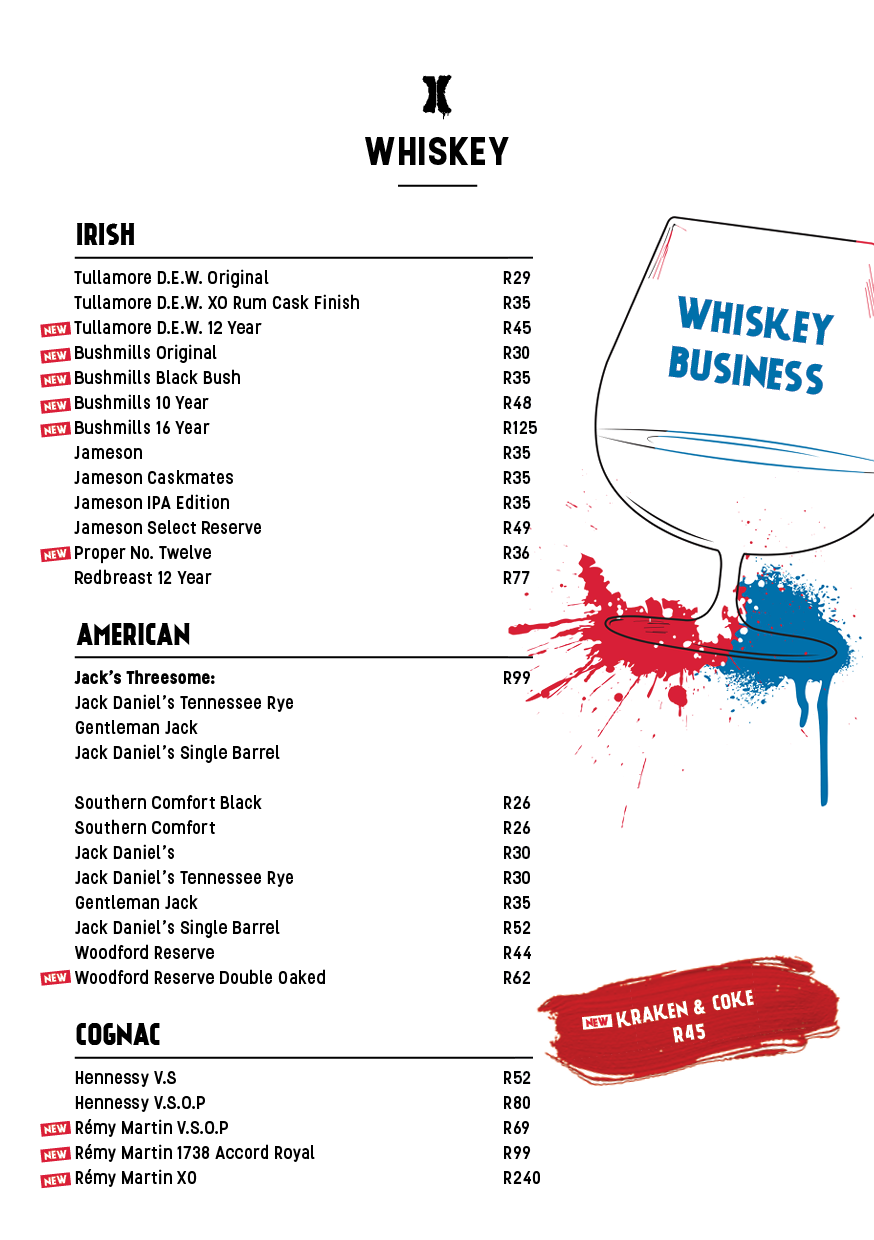 WHISKEY
IRISH
Tullamore D.E.W. Original R29
Tullamore D.E.W. XO Rum Cask Finish R35
NEW Tullamore D.E.W. 12 Year R45
NEW Bushmills Original R30
NEW Bushmills Black Bush R35
NEW Bushmills 10 Year R48
NEW Bushmills 16 Year R125
Jameson R35
Jameson Caskmates R35
Jameson IPA Edition R35
Jameson Select Reserve R49
NEW Proper No. Twelve R36
Redbreast 12 Year R77
AMERICAN
Jack's Threesome: R99
Jack Daniel's Tennessee Rye
Gentleman Jack
Jack Daniel's Single Barrel
Southern Comfort Black R26
Southern Comfort R26
Jack Daniel's R30
Jack Daniel's Tennessee Rye R30
Gentleman Jack R35
Jack Daniel's Single Barrel R52
Woodford Reserve R44
NEW Woodford Reserve Double Oaked R62
COGNAC
Hennessy V.S R52
Hennessy V.S.O.P R80
NEW Rémy Martin V.S.O.P R69
NEW Rémy Martin 1738 Accord Royal R99
NEW Rémy Martin XO R240
WHISKEY
BUSINESS
NEW KRAKEN & COKE
R45